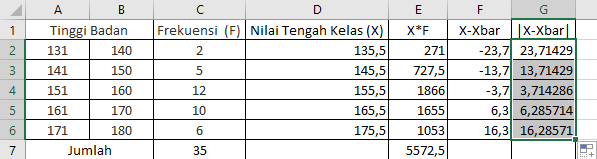 A B C D E F G
1 Tinggi Badan Frekuensi (F) Nilai Tengah Kelas (X) X*F X-Xbar |X-Xbar|
2 131 140 2 135,5 271 -23,7 23,71429
3 141 150 5 145,5 727,5 -13,7 13,71429
4 151 160 12 155,5 1866 -3,7 3,714286
5 161 170 10 165,5 1655 6,3 6,285714
6 171 180 6 175,5 1053 16,3 16,28571
7 Jumlah 35 5572,5